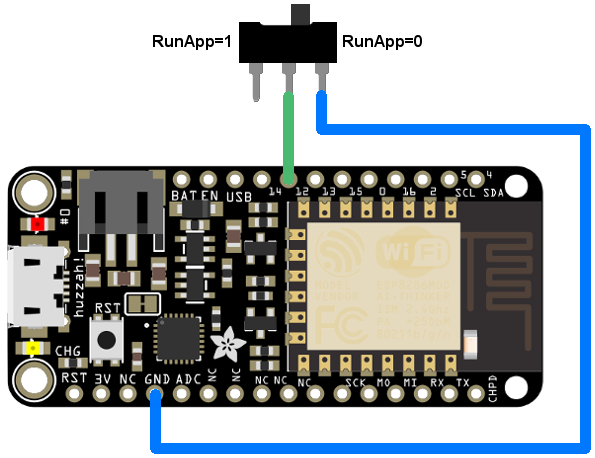 RunApp=1 RunApp=0
BAT EN USB 14 12 13 15 0 16 2 5 4
SCL SDA
#0
huzzah!
WiFi
FC
RST
CHG
RST 3V NC GND ADC NC NC NC NC NC SCK MO MI RX TX CHPD